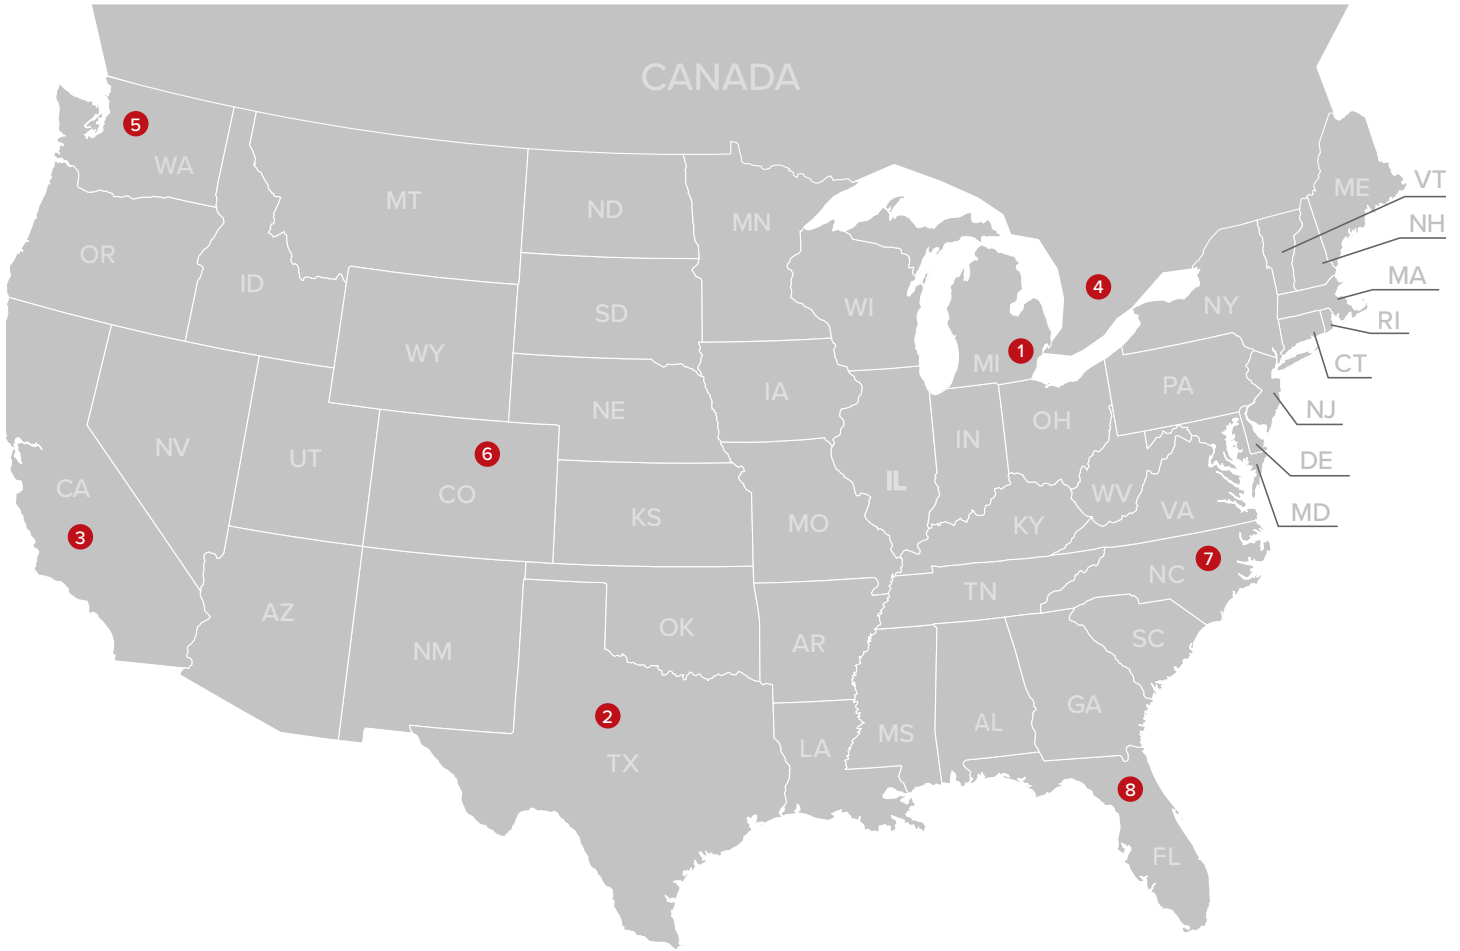 CANADA
5
WA
MT
ND
MN
ME
VT
NH
OR
ID
SD
WI
4
NY
MA
RI
WY
MI
1
CT
PA
NE
IA
OH
NJ
NV
UT
6
CO
IN
IL
DE
CA
KS
MO
KY
WV
VA
MD
3
7
NC
AZ
NM
OK
AR
TN
SC
2
TX
LA
MS
AL
GA
8
FL